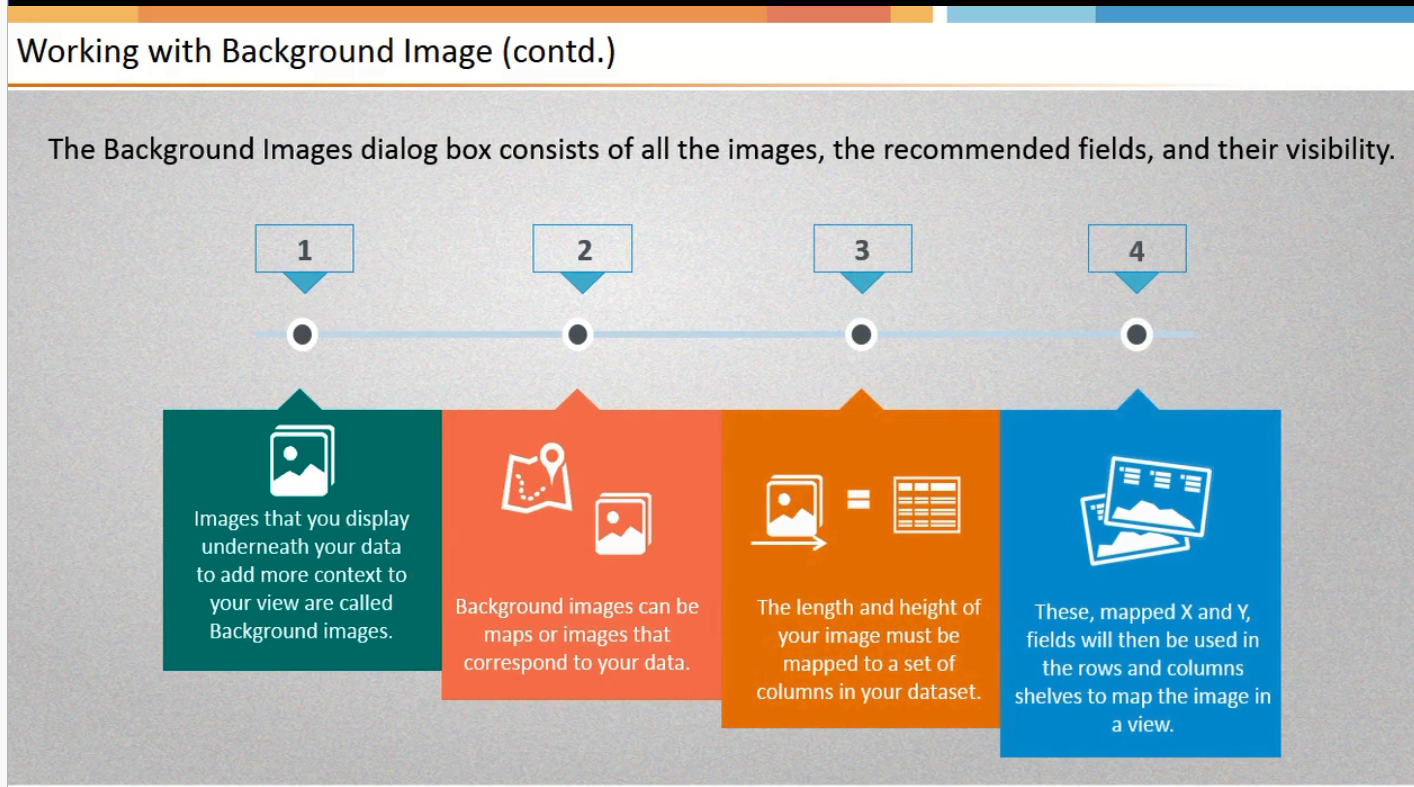 Working with Background Image (contd.)
The Background Images dialog box consists of all the images, the recommended fields, and their visibility.
1
2
3
4
Images that you display
underneath your data
to add more context to
your view are called
Background images.
Background images can be
maps or images that
correspond to your data.
The length and height of
your image must be
mapped to a set of
columns in your dataset.
These, mapped X and Y,
fields will then be used in
the rows and columns
shelves to map the image in
a view.